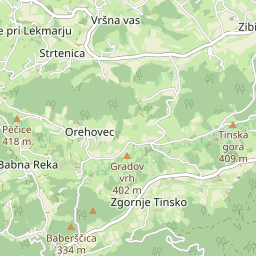 Vršna vas
e pri Lekmarju
Zibi
Strtenica
Pečice
418 m
Orehovec
Tinska
gora
409 m
Babna Reka
Gradov
vrh
402 m
Zgornje Tinsko
Baberščica
334 m